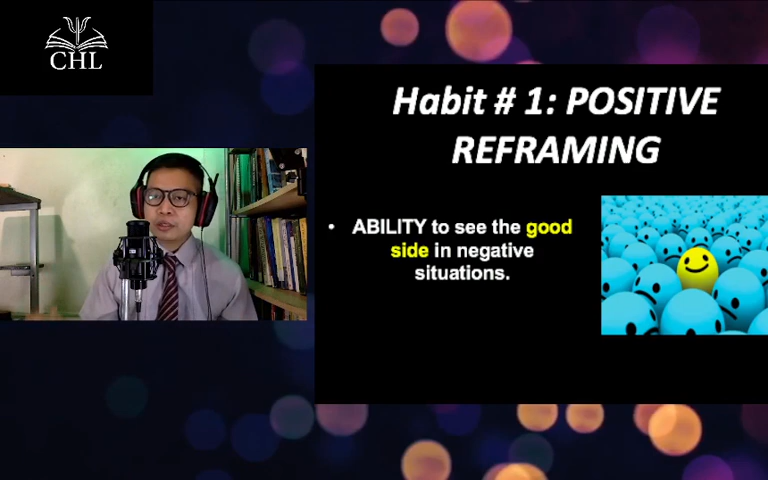 CHL
Habit # 1: POSITIVE
REFRAMING
• ABILITY to see the good
side in negative
situations.